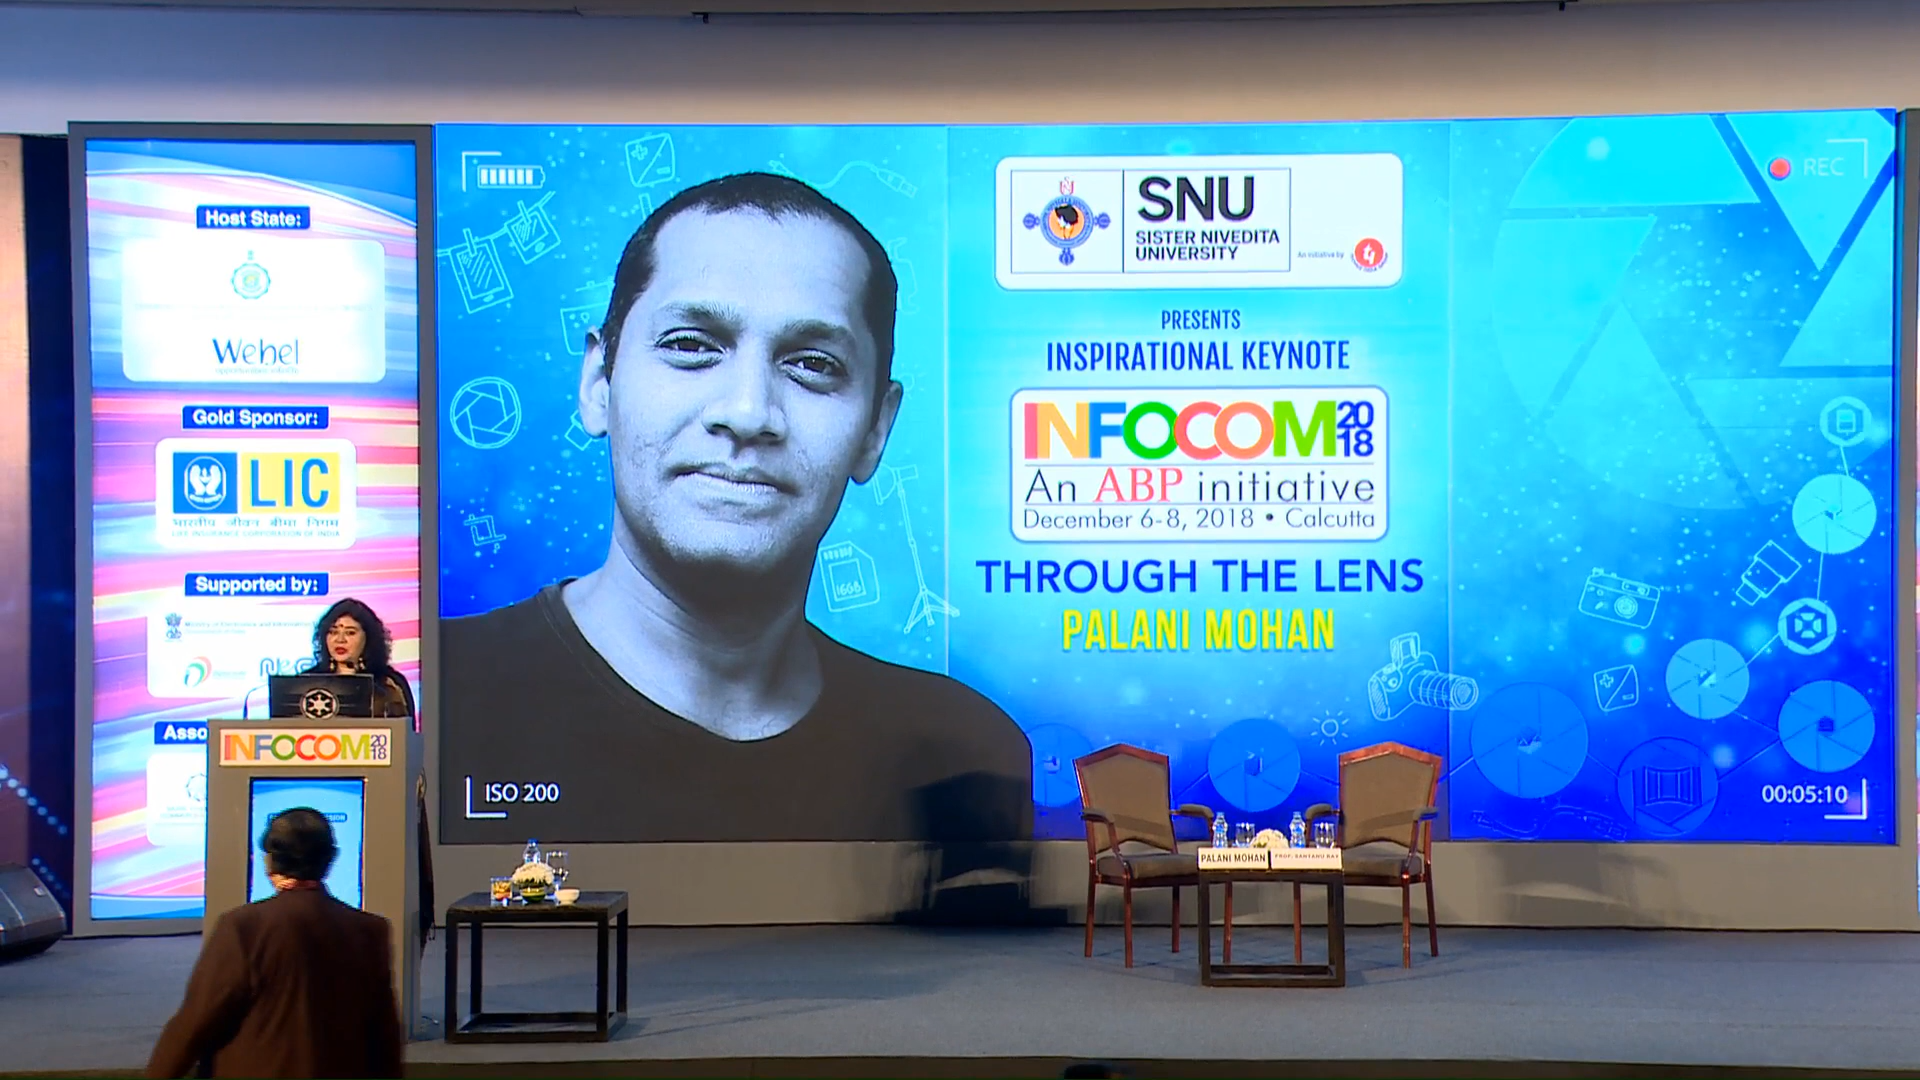 Host State:
Webel
Gold Sponsor:
LIC
भारतीय जीवन बीमा निगम
LIFE INSURANCE CORPORATION OF INDIA
Supported by:
Asso
INFOCOM 2018
SNU
SISTER NIVEDITA
UNIVERSITY
An initiative by
PRESENTS
INSPIRATIONAL KEYNOTE
INFOCOM 2018
An ABP initiative
December 6-8, 2018 • Calcutta
THROUGH THE LENS
PALANI MOHAN
REC
16GB
ISO 200
00:05:10
PALANI MOHAN
PROF. SANTANU RAY